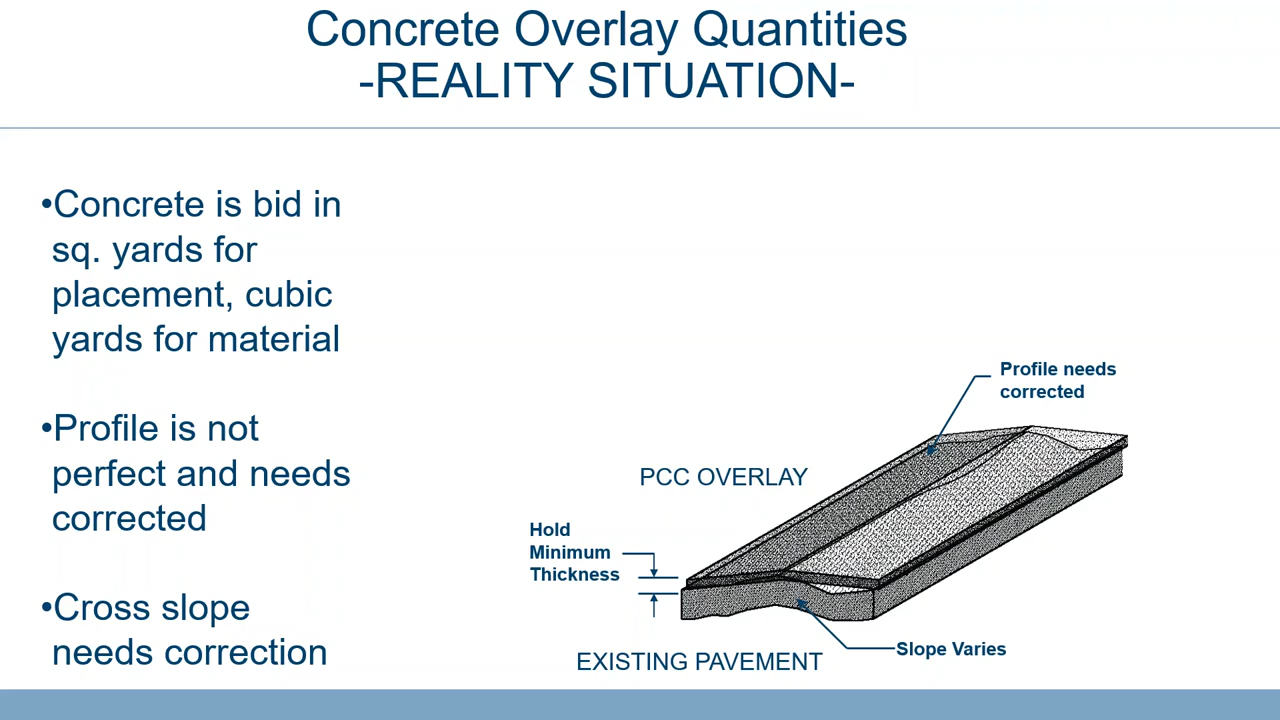 Concrete Overlay Quantities
-REALITY SITUATION-
•Concrete is bid in
sq. yards for
placement, cubic
yards for material
•Profile is not
perfect and needs
corrected
•Cross slope
needs correction
Profile needs
corrected
PCC OVERLAY
Hold
Minimum
Thickness
Slope Varies
EXISTING PAVEMENT